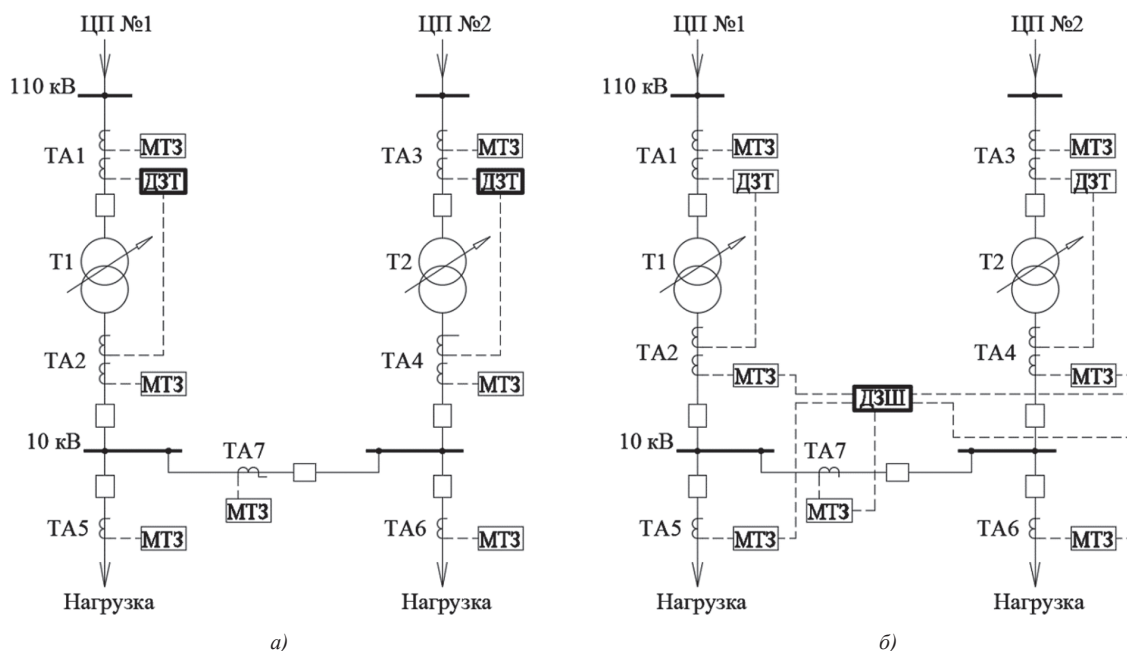 ЦП №1
ЦП №2
110 кВ
ТА1
МТЗ
ДЗТ
ТА3
МТЗ
ДЗТ
Т1
Т2
ТА2
МТЗ
ТА4
МТЗ
10 кВ
ТА7
МТЗ
ТА5
МТЗ
ТА6
МТЗ
Нагрузка
Нагрузка
а)
ЦП №1
ЦП №2
110 кВ
ТА1
МТЗ
ДЗТ
ТА3
МТЗ
ДЗТ
Т1
Т2
ТА2
МТЗ
ТА4
МТЗ
ДЗШ
10 кВ
ТА7
МТЗ
ТА5
МТЗ
ТА6
МТЗ
Нагрузка
Нагрузка
б)